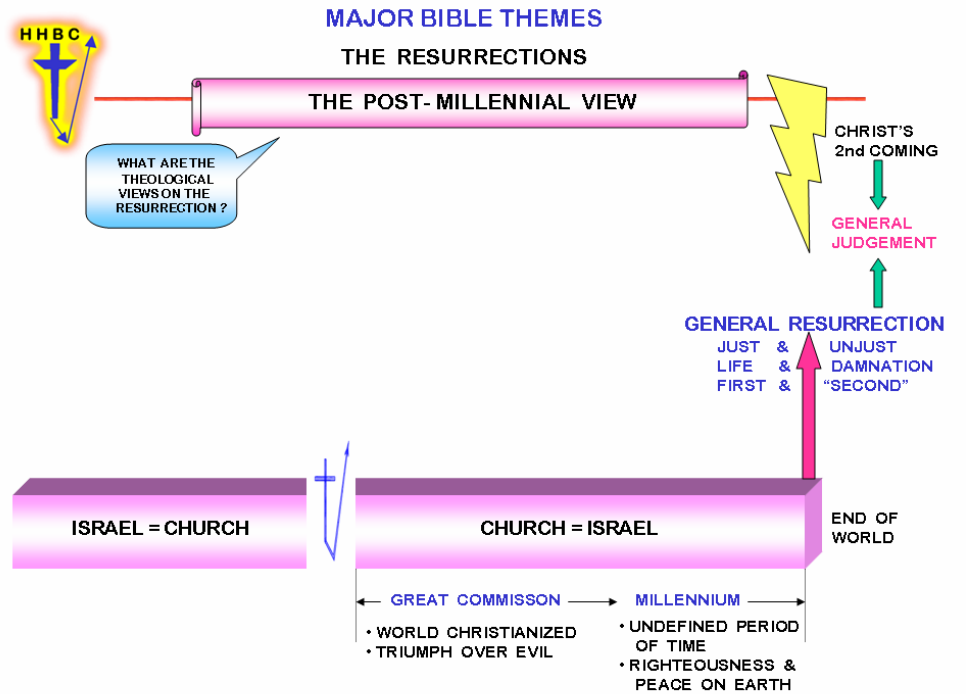 MAJOR BIBLE THEMES
HHBC
THE RESURRECTIONS
THE POST- MILLENNIAL VIEW
CHRIST'S
2nd COMING
WHAT ARE THE
THEOLOGICAL
VIEWS ON THE
RESURRECTION ?
GENERAL
JUDGEMENT
GENERAL RESURRECTION
JUST & UNJUST
LIFE & DAMNATION
FIRST & “SECOND”
ISRAEL = CHURCH
CHURCH = ISRAEL
END OF
WORLD
GREAT COMMISSON
• WORLD CHRISTIANIZED
• TRIUMPH OVER EVIL
MILLENNIUM
• UNDEFINED PERIOD
OF TIME
• RIGHTEOUSNESS &
PEACE ON EARTH